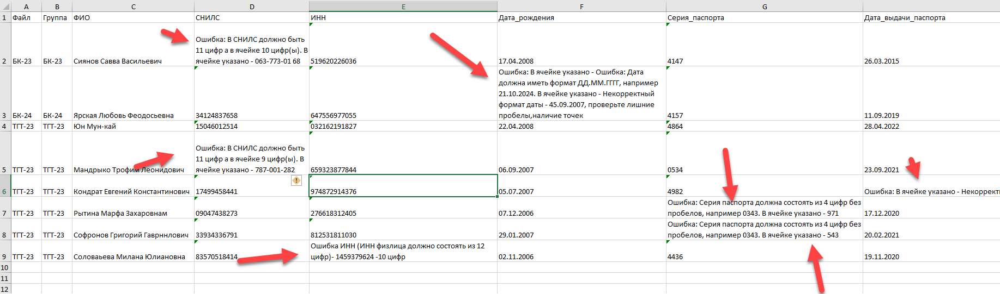 A B C D E F G
1 Файл Группа ФИО СНИЛС ИНН Дата_рождения Серия_паспорта Дата_выдачи_паспорта
Ошибка: В СНИЛС должно быть
11 цифр а в ячейке 10 цифр(ы). В
2 БК-23 БК-23 Сиянов Савва Васильевич ячейке указано - 063-773-01 68 519620226036 17.04.2008 4147 26.03.2015
Ошибка: В ячейке указано - Ошибка: Дата
должна иметь формат ДД.ММ.ГГГГ, например
21.10.2024. В ячейке указано - Некорректный
формат даты - 45.09.2007, проверьте лишние
3 БК-24 БК-24 Ярская Любовь Феодосьевна 34124837658 647556977055 пробелы,наличие точек 4157 11.09.2019
4 ТГТ-23 ТГТ-23 Юн Мун-кай 15046012514 032162191827 22.04.2008 4864 28.04.2022
Ошибка: В СНИЛС должно быть
11 цифр а в ячейке 9 цифр(ы). В
5 ТГТ-23 ТГТ-23 Мандрыко Трофим Леонидович ячейке указано - 787-001-282 659323877844 06.09.2007 0534 23.09.2021
6 ТГТ-23 ТГТ-23 Кондрат Евгений Константинович 17499458441 974872914376 05.07.2007 4982 Ошибка: В ячейке указано - Некоррект
Ошибка: Серия паспорта должна состоять из 4 цифр без
7 ТГТ-23 ТГТ-23 Рытина Марфа Захаровнам 09047438273 276618312405 07.12.2006 пробелов, например 0343. В ячейке указано - 971 17.12.2020
Ошибка: Серия паспорта должна состоять из 4 цифр без
8 ТГТ-23 ТГТ-23 Софронов Григорий Гаврннлович 33934336791 812531811030 29.01.2007 пробелов, например 0343. В ячейке указано - 543 20.02.2021
Ошибка ИНН (ИНН физлица должно состоять из 12
9 ТГТ-23 ТГТ-23 Соловаьева Милана Юлиановна 83570518414 цифр)- 1459379624 -10 цифр 02.11.2006 4436 19.11.2020
10
11
12